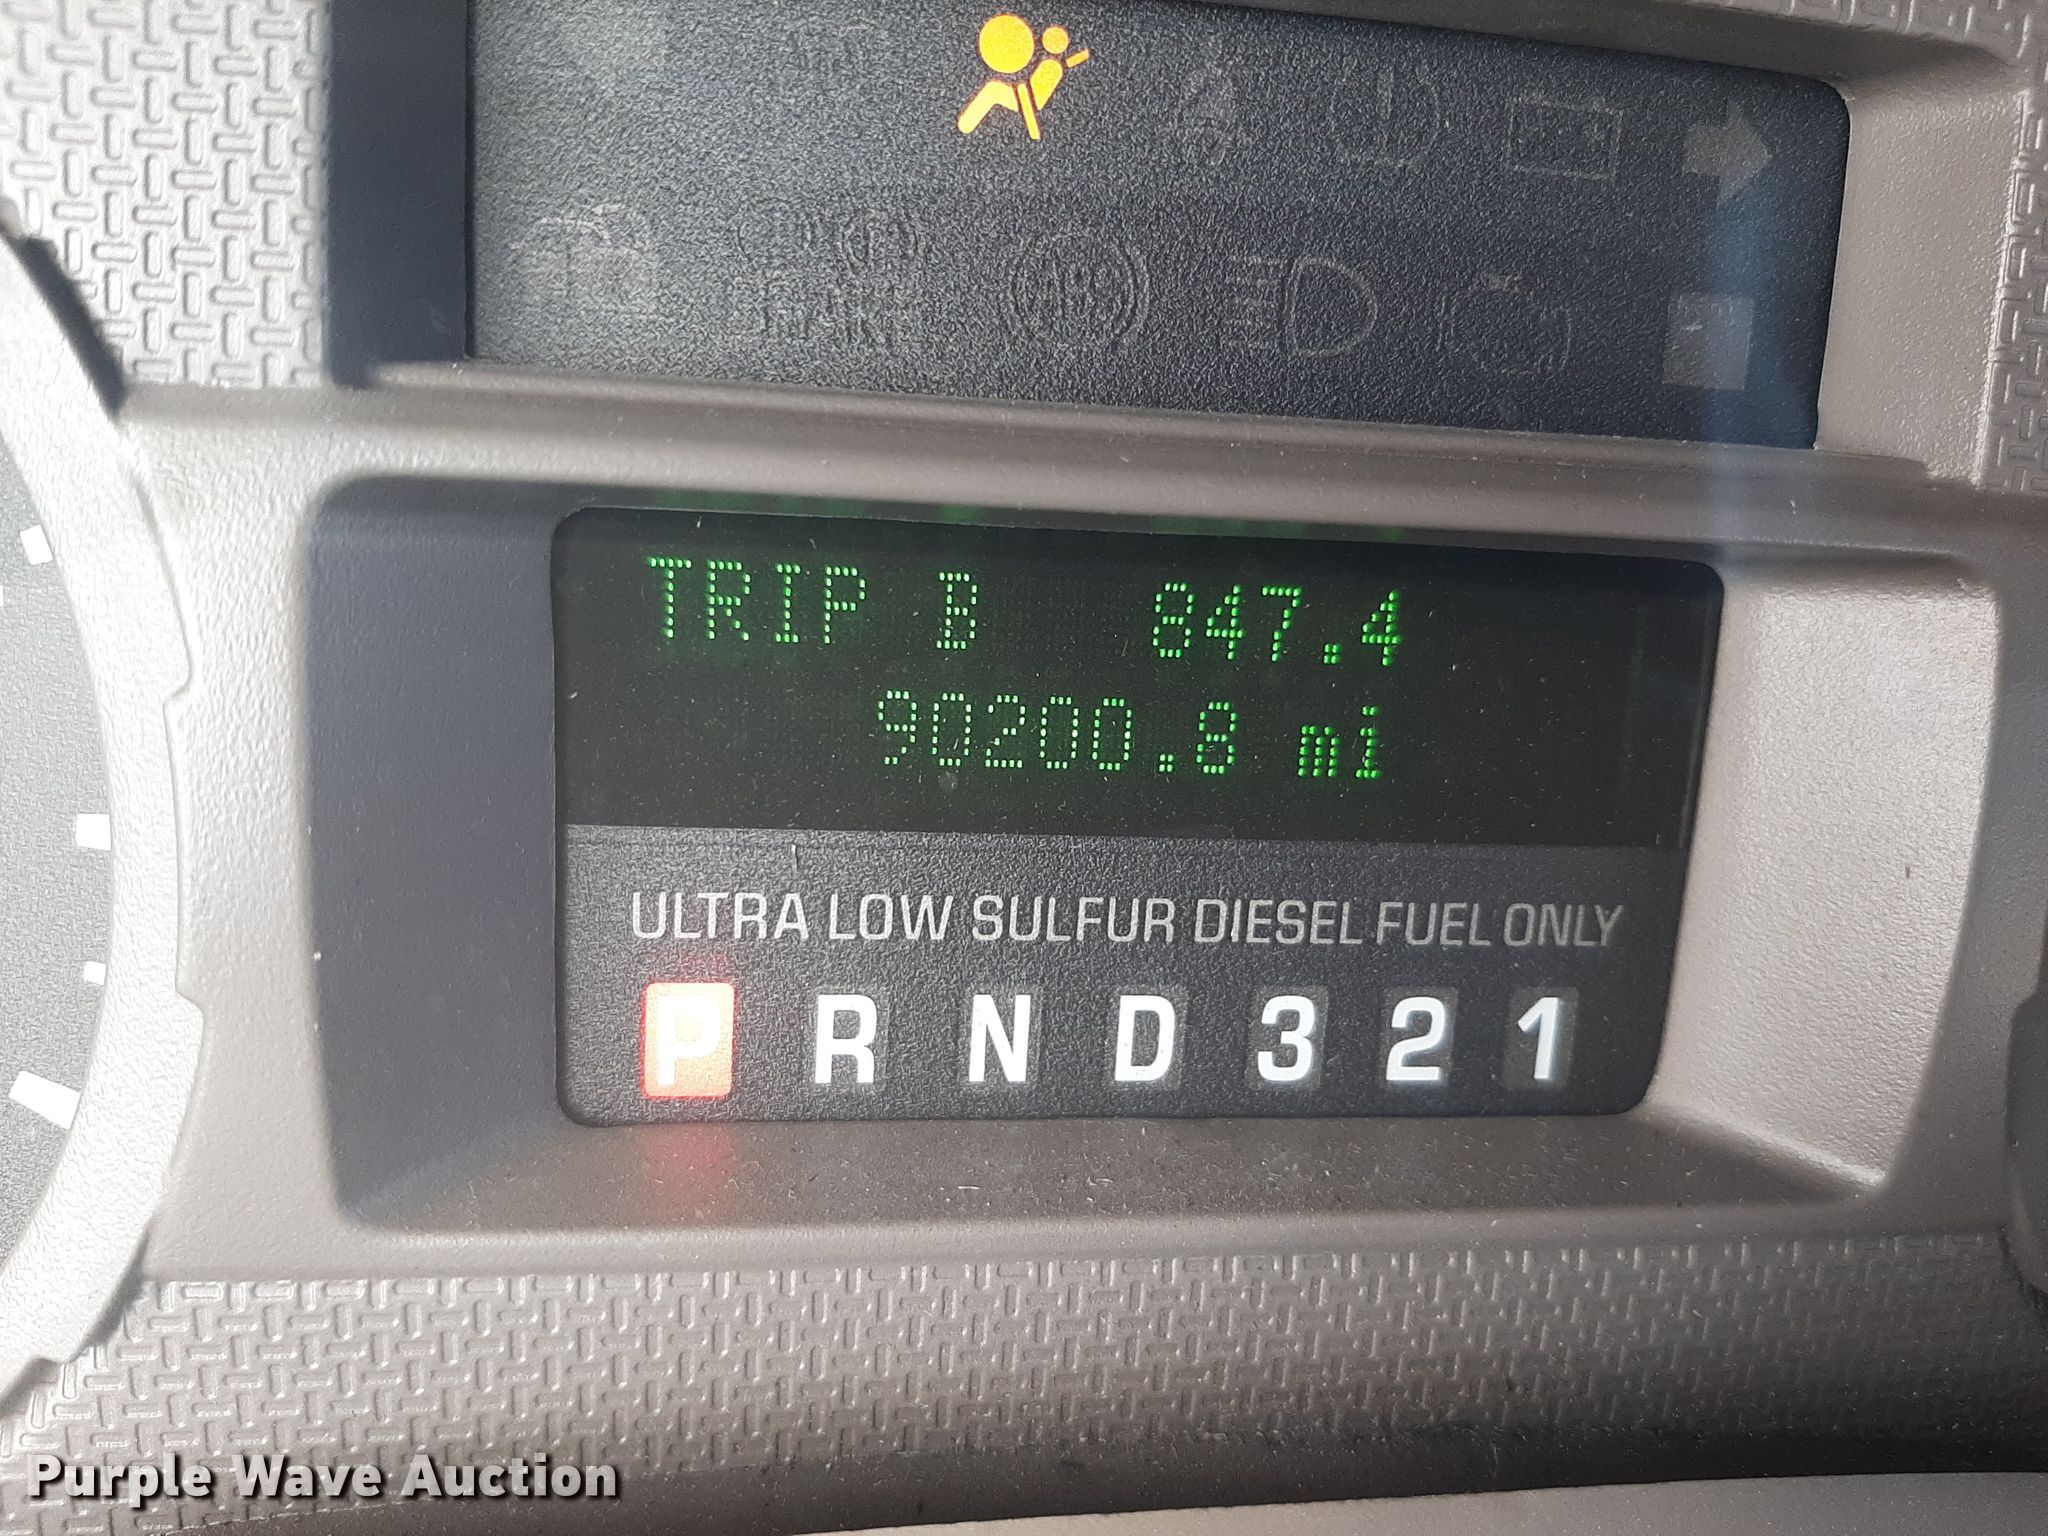 TRIP B 847.4
90200.8 mi
ULTRA LOW SULFUR DIESEL FUEL ONLY
P R N D 3 2 1
Purple Wave Auction